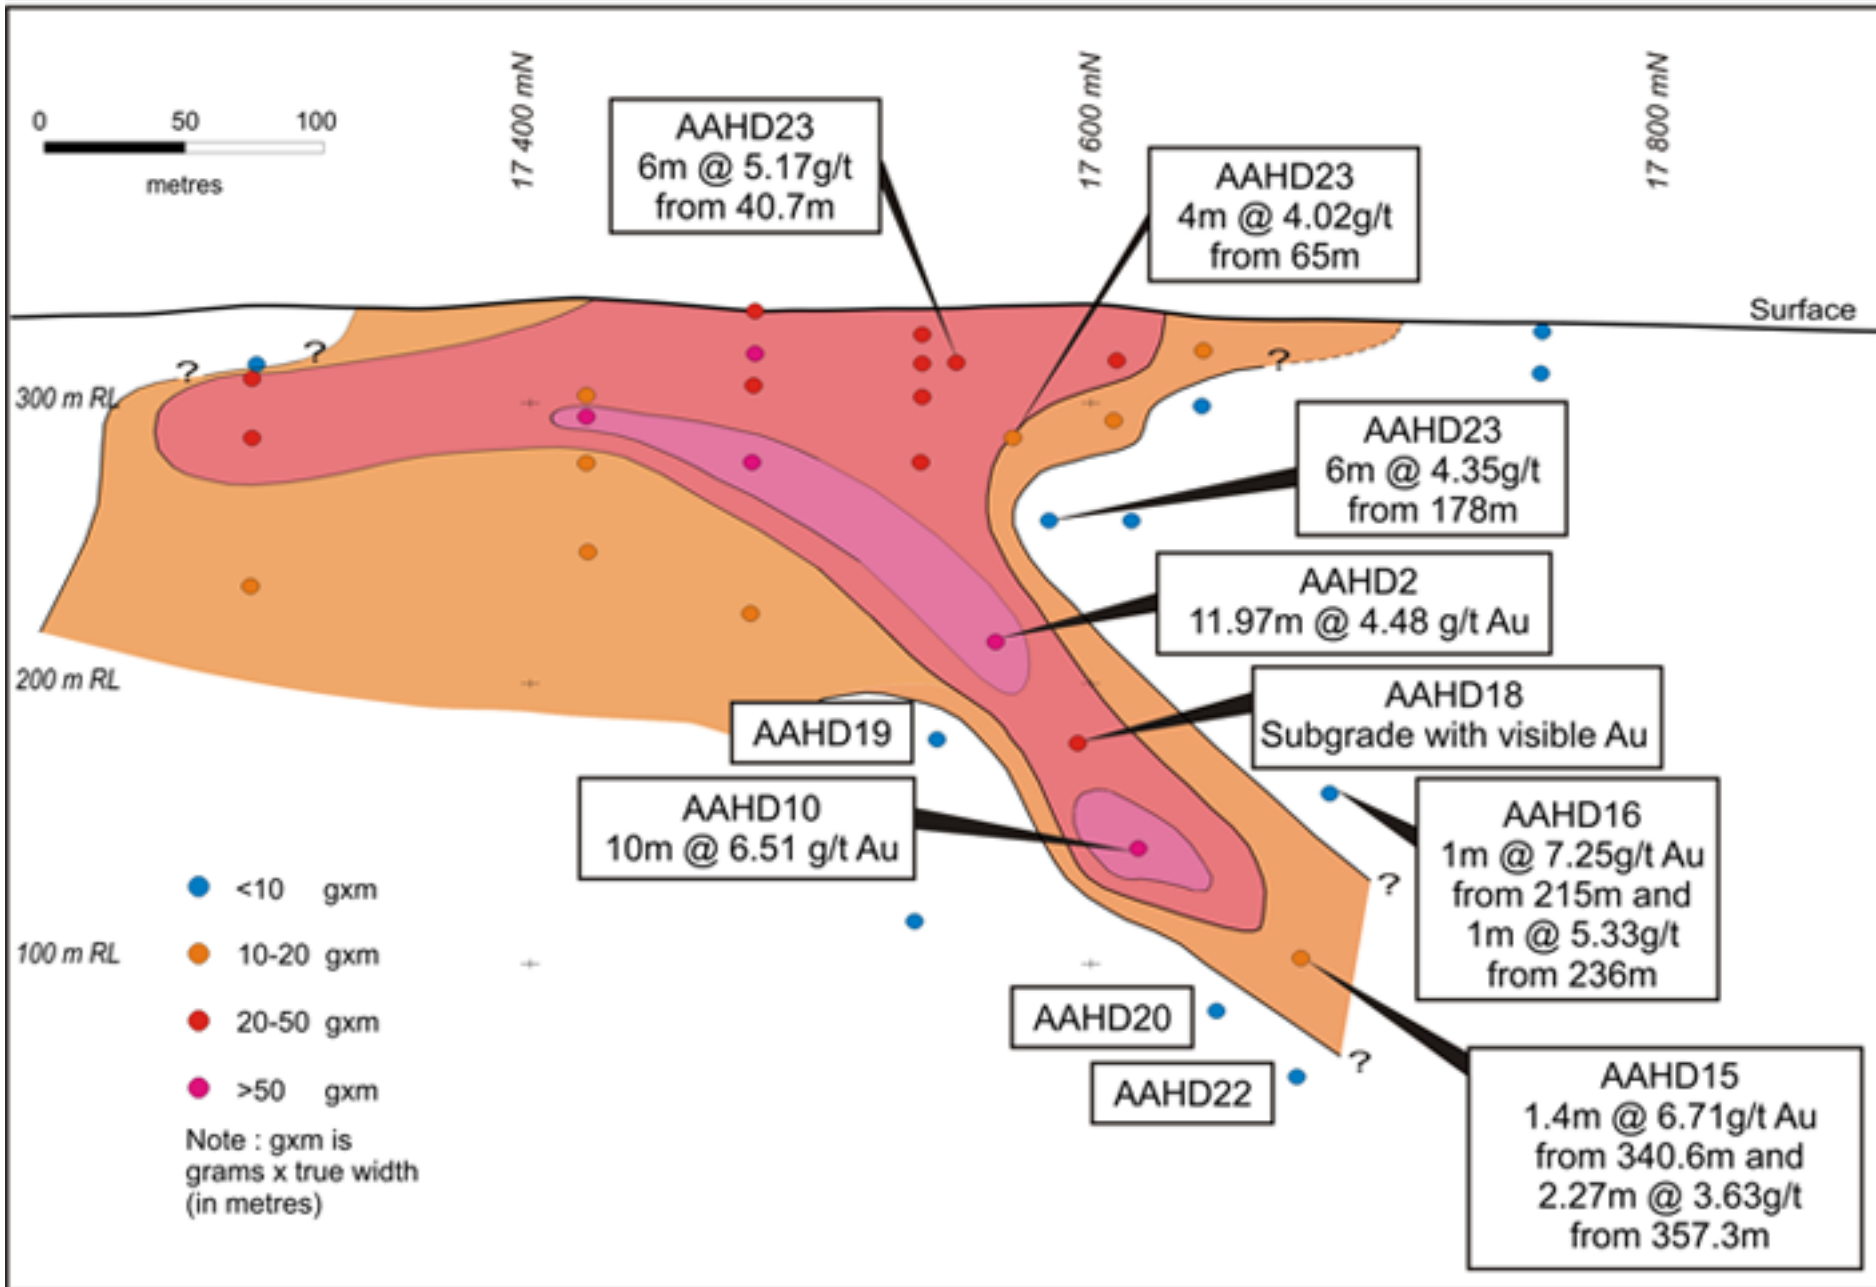 17 400 mN
17 600 mN
17 800 mN
0 50 100
metres
AAHD23
6m @ 5.17g/t
from 40.7m
AAHD23
4m @ 4.02g/t
from 65m
Surface
?
?
?
300 m RL
AAHD23
6m @ 4.35g/t
from 178m
AAHD2
11.97m @ 4.48 g/t Au
200 m RL
AAHD18
Subgrade with visible Au
AAHD19
AAHD10
10m @ 6.51 g/t Au
AAHD16
1m @ 7.25g/t Au
from 215m and
1m @ 5.33g/t
from 236m
?
<10 gxm
10-20 gxm
20-50 gxm
>50 gxm
Note : gxm is
grams x true width
(in metres)
100 m RL
AAHD20
AAHD22
?
AAHD15
1.4m @ 6.71g/t Au
from 340.6m and
2.27m @ 3.63g/t
from 357.3m